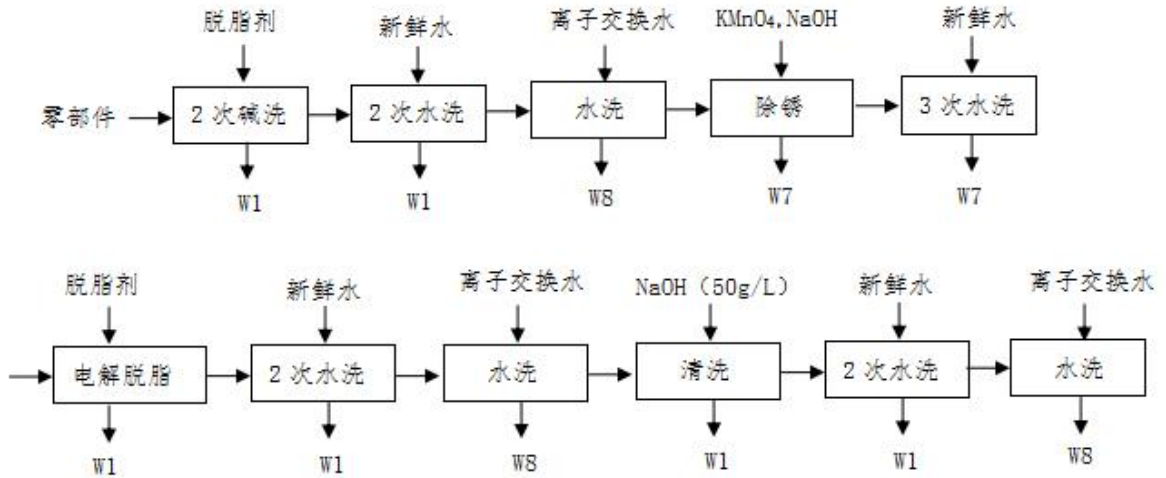 脱脂剂
新鲜水
离子交换水
KMnO₄,NaOH
新鲜水
零部件
2次碱洗
2次水洗
水洗
除锈
3次水洗
W1
W1
W8
W7
W7
脱脂剂
新鲜水
离子交换水
NaOH（50g/L）
新鲜水
离子交换水
电解脱脂
2次水洗
水洗
清洗
2次水洗
水洗
W1
W1
W8
W1
W1
W8